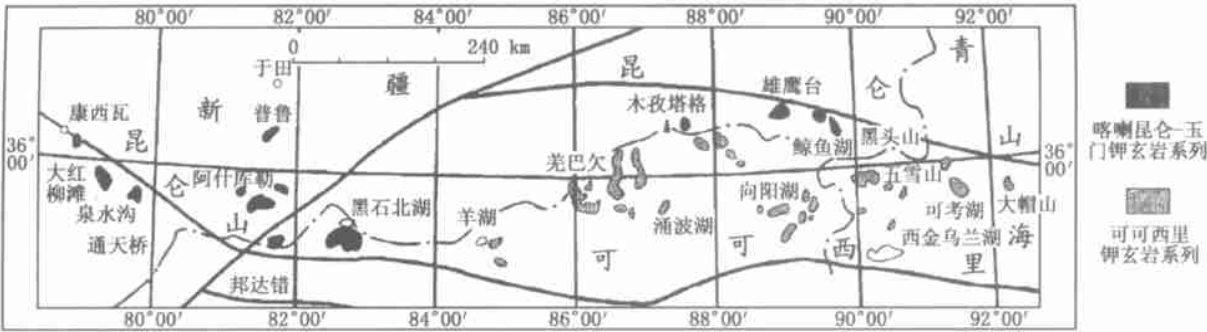 80°00′ 82°00′ 84°00′ 86°00′ 88°00′ 90°00′ 92°00′
0 240 km
青
于田
昆
新 疆
仑
雄鹰台
康西瓦
普鲁
木孜塔格
昆
黑头山
山
36°
00′
鲸鱼湖
36°
00′
羌巴欠
大红
柳滩
阿什库勒
五雪山
仑
向阳湖
泉水沟
黑石北湖
羊湖
可考湖
大帽山
山
涌波湖
通天桥
西金乌兰湖
海
可 可 西 里
邦达错
80°00′ 82°00′ 84°00′ 86°00′ 88°00′ 90°00′ 92°00′
喀喇昆仑-玉
门钾玄岩系列
可可西里
钾玄岩系列